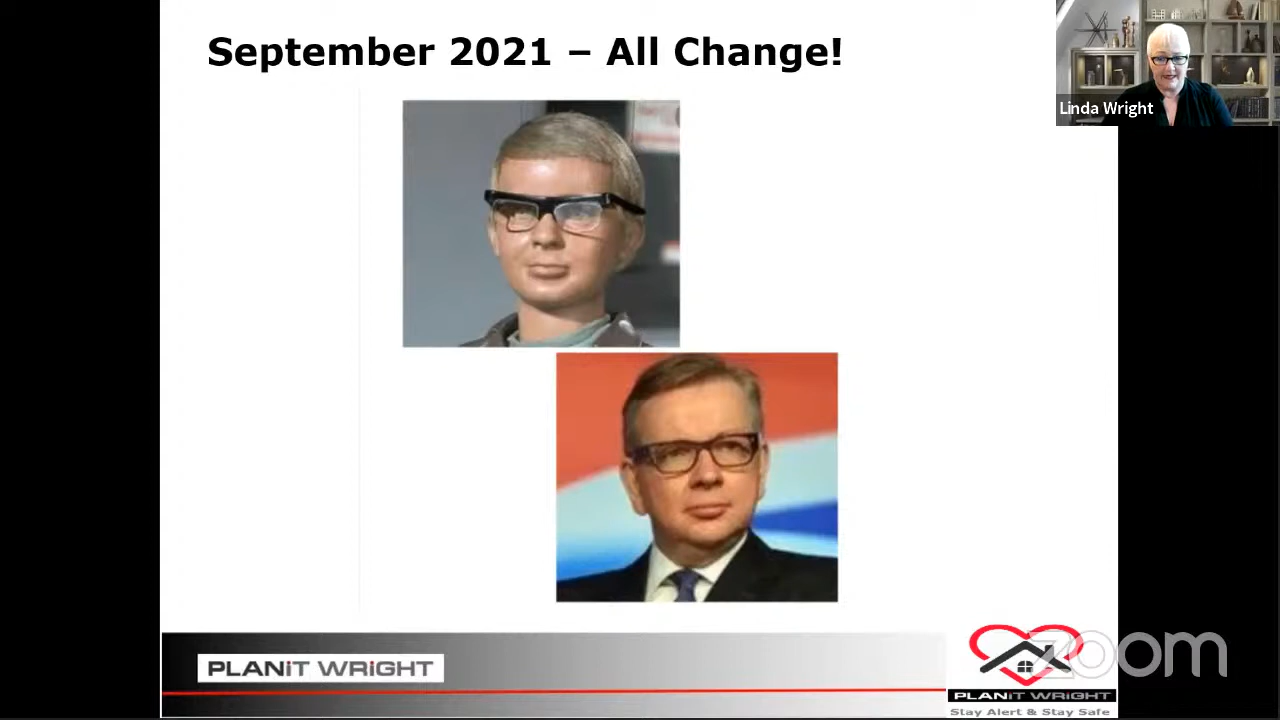 September 2021 – All Change!
Linda Wright
PLANiT WRiGHT
zoom
PLANiT WRiGHT
Stay Alert & Stay Safe